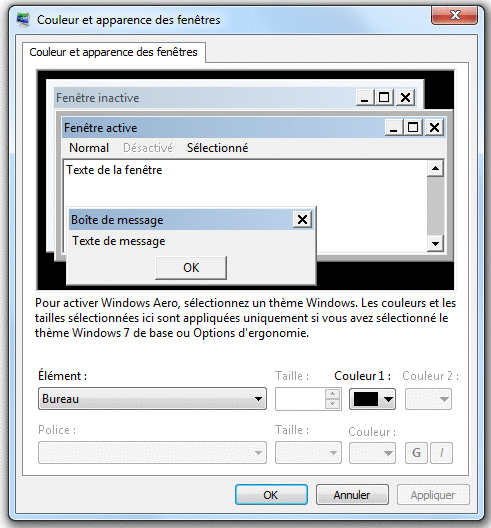 Couleur et apparence des fenêtres
Couleur et apparence des fenêtres
Fenêtre inactive
Fenêtre active
Normal Désactivé Sélectionné
Texte de la fenêtre
Boîte de message
Texte de message
OK
Pour activer Windows Aero, sélectionnez un thème Windows. Les couleurs et les
tailles sélectionnées ici sont appliquées uniquement si vous avez sélectionné le
thème Windows 7 de base ou Options d'ergonomie.
Élément : Taille : Couleur 1 : Couleur 2 :
Bureau
Police : Taille : Couleur :
G I
OK Annuler Appliquer